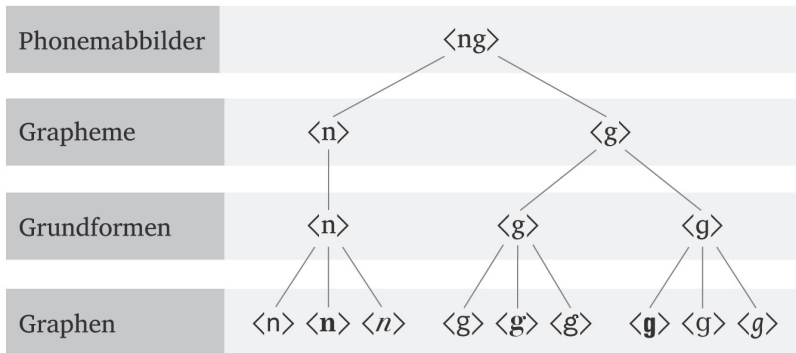 Phonemabbilder ⟨ng⟩
Grapheme ⟨n⟩ ⟨g⟩
Grundformen ⟨n⟩ ⟨g⟩ ⟨g⟩
Graphen ⟨n⟩ ⟨n⟩ ⟨n⟩ ⟨g⟩ ⟨g⟩ ⟨g⟩ ⟨g⟩ ⟨g⟩ ⟨g⟩